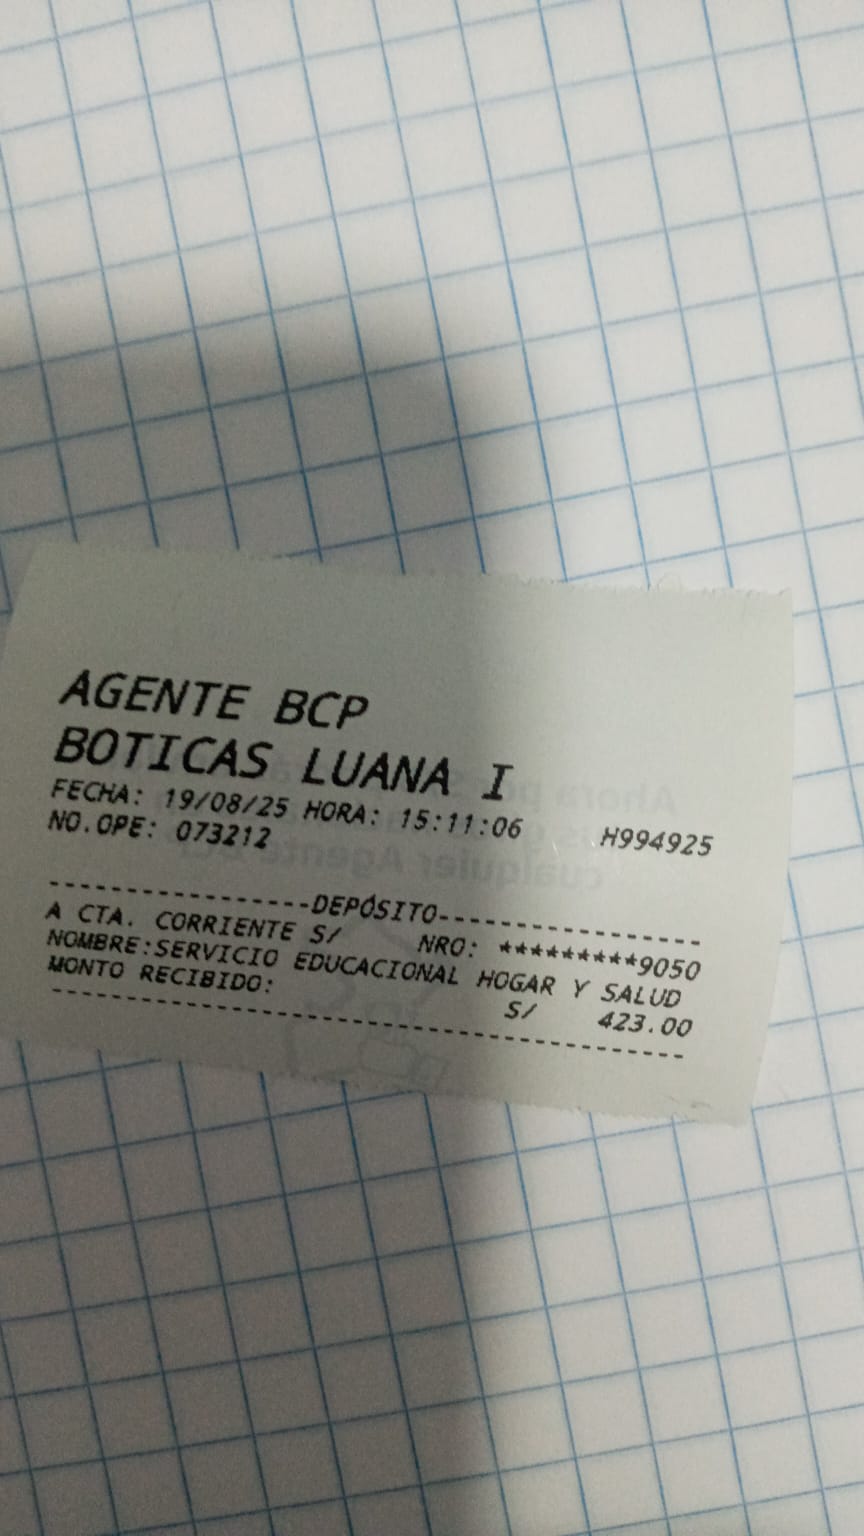 AGENTE BCP
BOTICAS LUANA I
FECHA: 19/08/25 HORA: 15:11:06 H994925
NO.OPE: 073212
-----------------DEPÓSITO-----------------
A CTA. CORRIENTE S/ NRO: *********9050
NOMBRE:SERVICIO EDUCACIONAL HOGAR Y SALUD
MONTO RECIBIDO: S/ 423.00
------------------------------------------